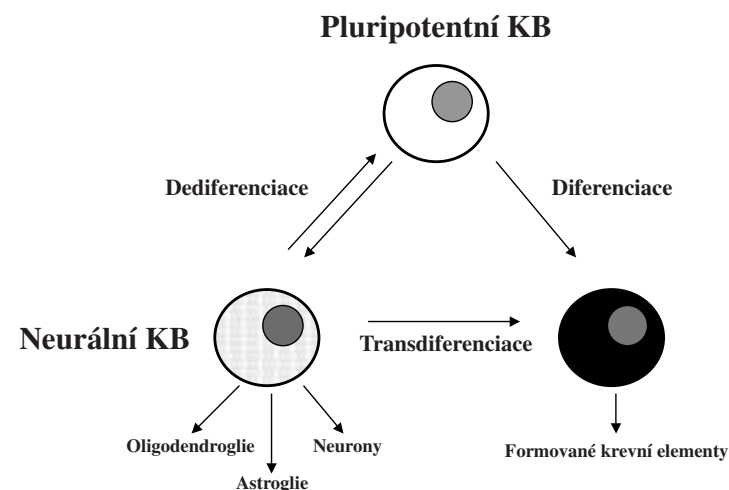 Pluripotentní KB
Dediferenciace
Diferenciace
Neurální KB
Transdiferenciace
Oligodendroglie
Neurony
Formované krevní elementy
Astroglie